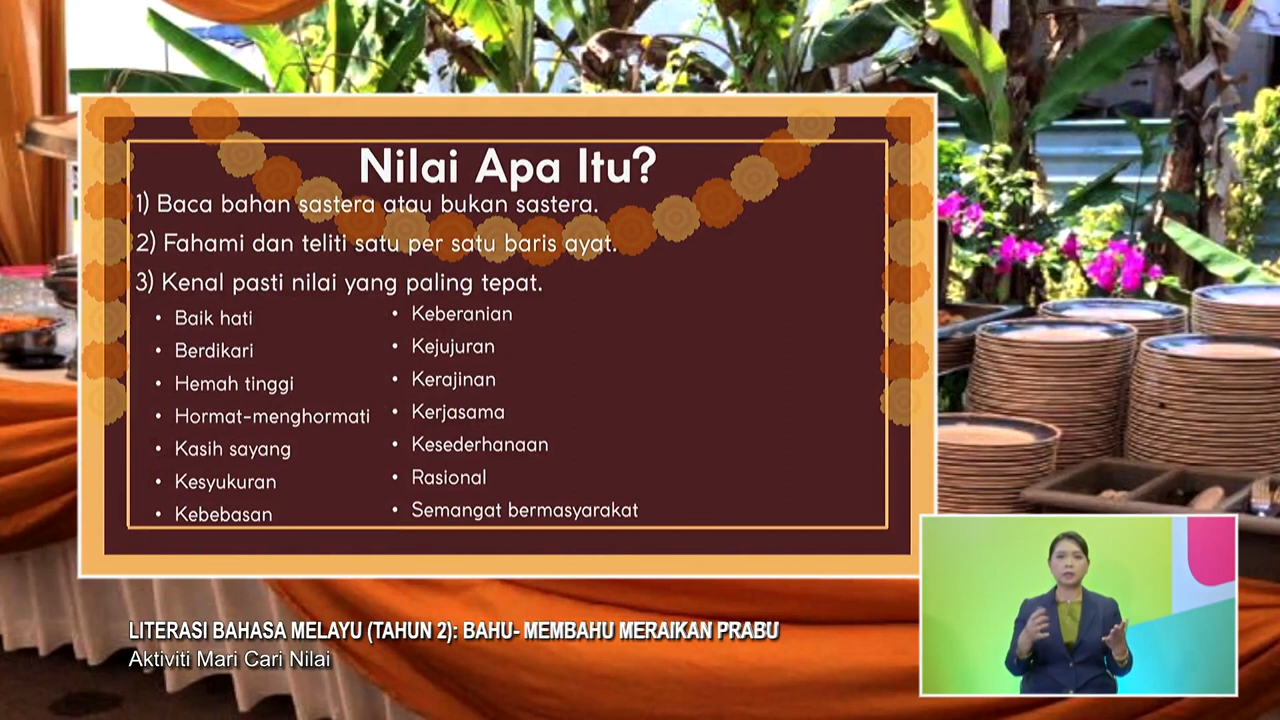 Nilai Apa Itu?
1) Baca bahan sastera atau bukan sastera.
2) Fahami dan teliti satu per satu baris ayat.
3) Kenal pasti nilai yang paling tepat.
• Baik hati
• Berdikari
• Hemah tinggi
• Hormat-menghormati
• Kasih sayang
• Kesyukuran
• Kebebasan
• Keberanian
• Kejujuran
• Kerajinan
• Kerjasama
• Kesederhanaan
• Rasional
• Semangat bermasyarakat
LITERASI BAHASA MELAYU (TAHUN 2): BAHU- MEMBAHU MERAIKAN PRABU
Aktiviti Mari Cari Nilai